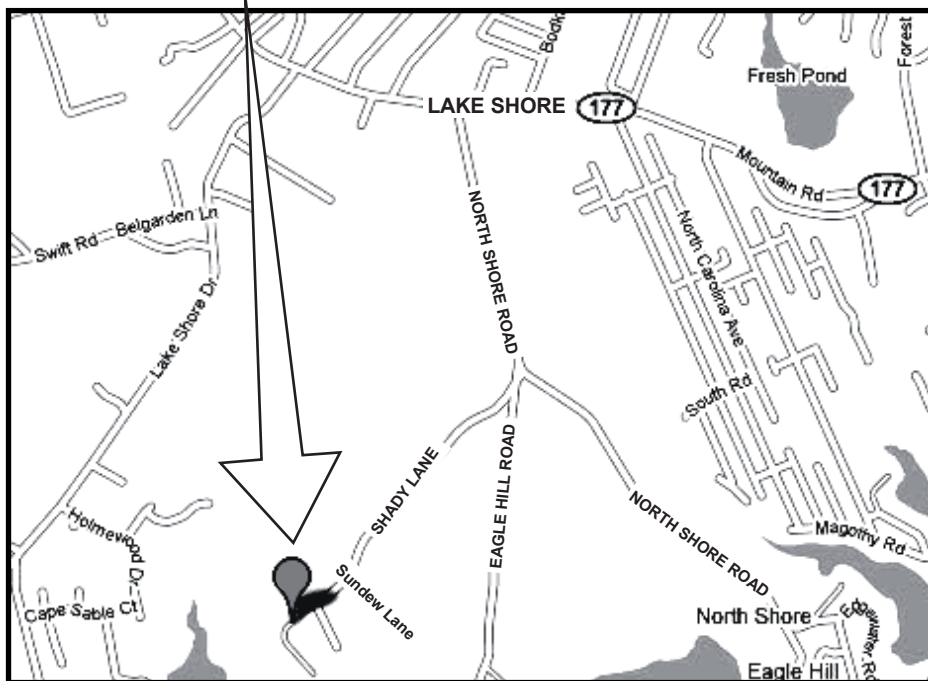 Bodk
Forest
Fresh Pond
LAKE SHORE
177
Mountain Rd
177
Swift Rd
Belgarden Ln
NORTH SHORE ROAD
North Carolina Ave
Lake Shore Dr
South Rd
SHADY LANE
EAGLE HILL ROAD
NORTH SHORE ROAD
Holmewood Dr
Magothy Rd
Sundew Lane
Cape Sable Ct
North Shore
Edgewater Rd
Eagle Hill